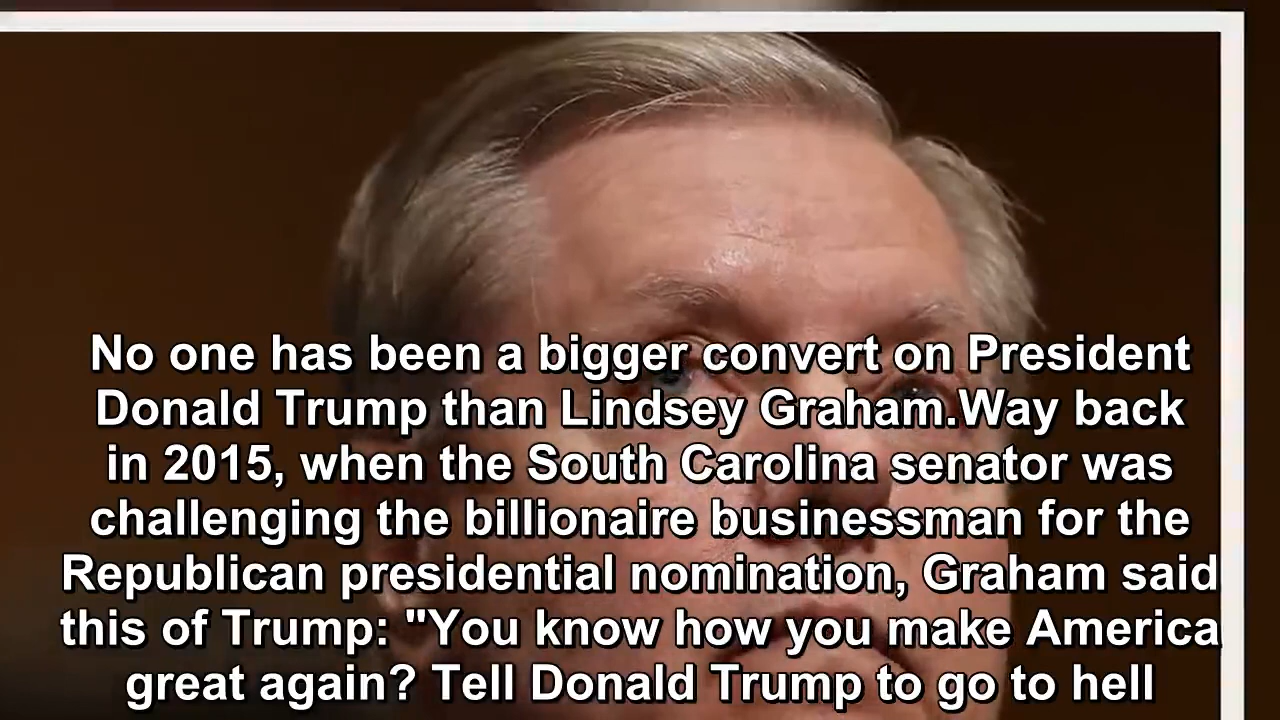 No one has been a bigger convert on President
Donald Trump than Lindsey Graham.Way back
in 2015, when the South Carolina senator was
challenging the billionaire businessman for the
Republican presidential nomination, Graham said
this of Trump: "You know how you make America
great again? Tell Donald Trump to go to hell